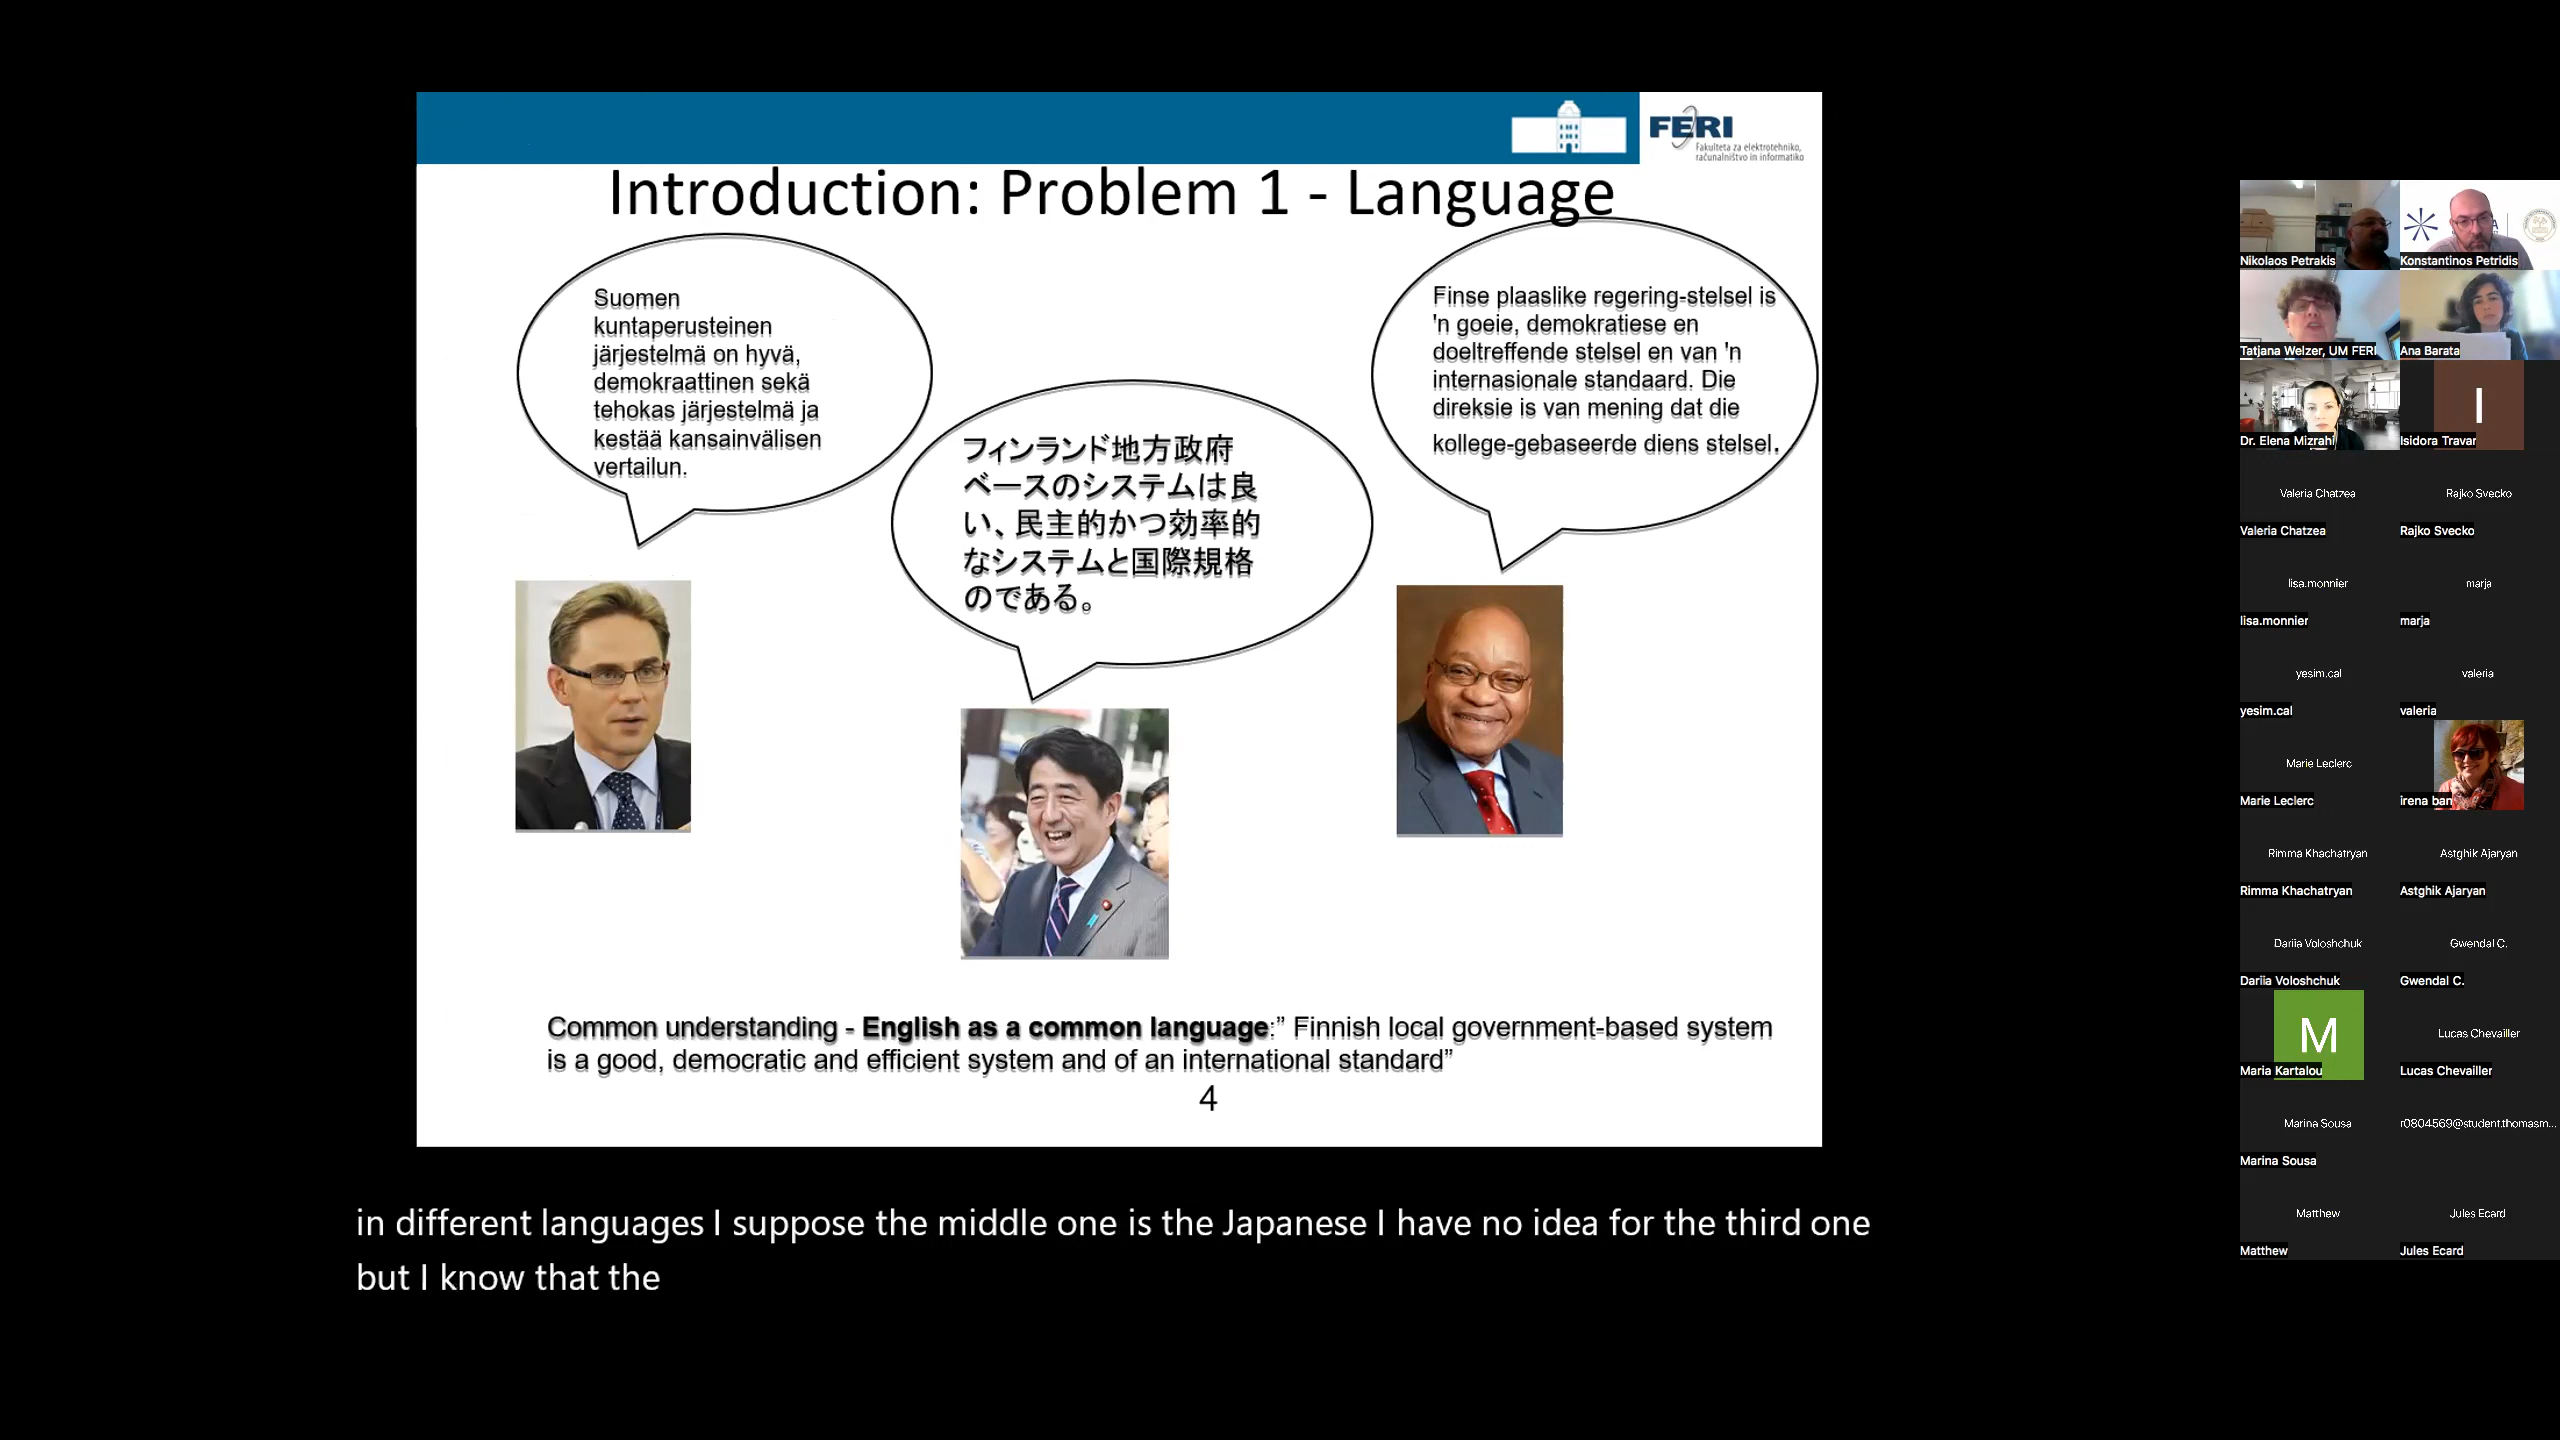 FERI
Fakulteta za elektrotehniko,
računalništvo in informatiko
Introduction: Problem 1 - Language
Suomen
kuntaperusteinen
järjestelmä on hyvä,
demokraattinen sekä
tehokas järjestelmä ja
kestää kansainvälisen
vertailun.
フィンランド地方政府
ベースのシステムは良
い、民主的かつ効率的
なシステムと国際規格
のである。
Finse plaaslike regering-stelsel is
'n goeie, demokratiese en
doeltreffende stelsel en van 'n
internasionale standaard. Die
direksie is van mening dat die
kollege-gebaseerde diens stelsel.
Common understanding - English as a common language:” Finnish local government-based system
is a good, democratic and efficient system and of an international standard”
4
in different languages I suppose the middle one is the Japanese I have no idea for the third one
but I know that the
Nikolaos Petrakis
Konstantinos Petridis
Tatjana Welzer, UM FERI
Ana Barata
Dr. Elena Mizrahi
I
Isidora Travar
Valeria Chatzea
Rajko Svecko
Valeria Chatzea
Rajko Svecko
lisa.monnier
marja
lisa.monnier
marja
yesim.cal
valeria
yesim.cal
valeria
Marie Leclerc
Marie Leclerc
irena ban
Rimma Khachatryan
Astghik Ajaryan
Rimma Khachatryan
Astghik Ajaryan
Dariia Voloshchuk
Gwendal C.
Dariia Voloshchuk
Gwendal C.
M
Lucas Chevailler
Maria Kartalou
Lucas Chevailler
Marina Sousa
r0804569@student.thomasm...
Marina Sousa
Matthew
Jules Ecard
Matthew
Jules Ecard